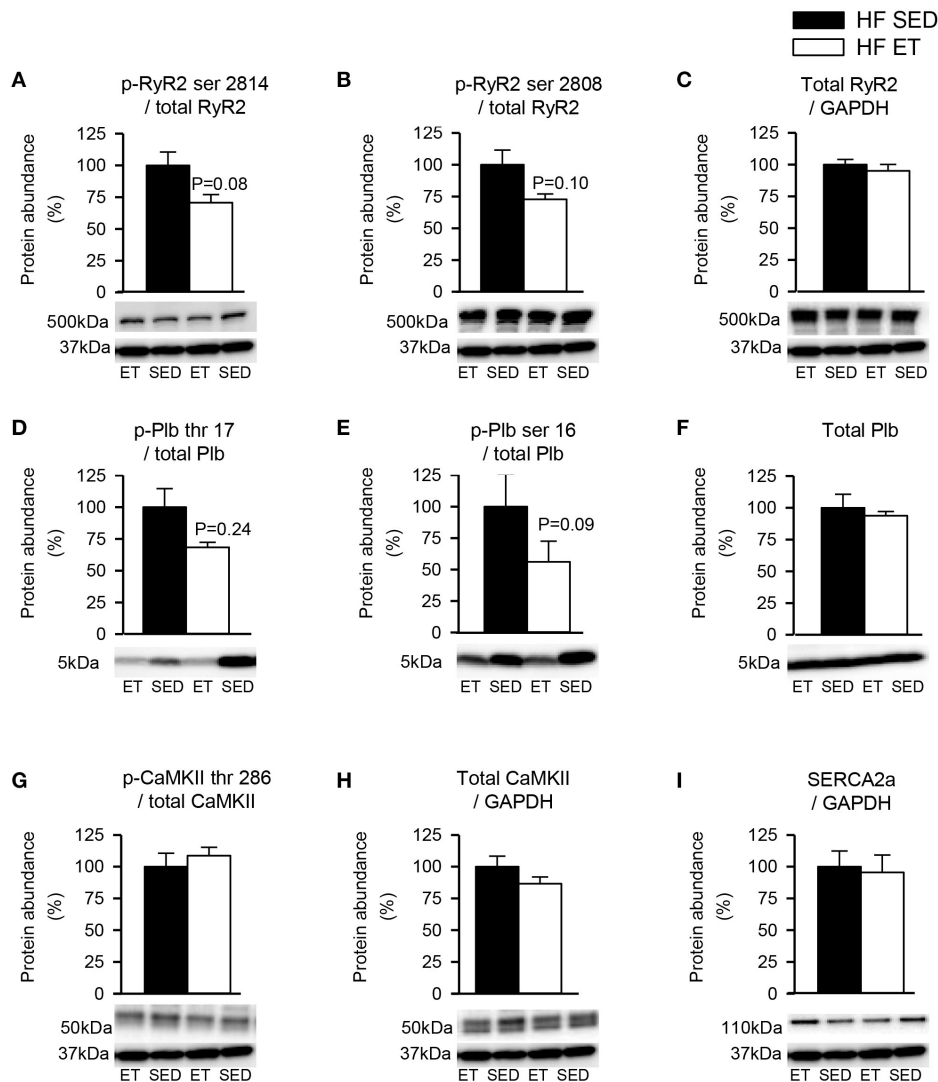 HF SED
HF ET
A
p-RyR2 ser 2814
/ total RyR2
Protein abundance
(%)
125
100
75
50
25
0
P=0.08
500kDa
37kDa
ET SED ET SED
B
p-RyR2 ser 2808
/ total RyR2
Protein abundance
(%)
125
100
75
50
25
0
P=0.10
500kDa
37kDa
ET SED ET SED
C
Total RyR2
/ GAPDH
Protein abundance
(%)
125
100
75
50
25
0
500kDa
37kDa
ET SED ET SED
D
p-Plb thr 17
/ total Plb
Protein abundance
(%)
125
100
75
50
25
0
P=0.24
5kDa
ET SED ET SED
E
p-Plb ser 16
/ total Plb
Protein abundance
(%)
125
100
75
50
25
0
P=0.09
5kDa
ET SED ET SED
F
Total Plb
Protein abundance
(%)
125
100
75
50
25
0
5kDa
ET SED ET SED
G
p-CaMKII thr 286
/ total CaMKII
Protein abundance
(%)
125
100
75
50
25
0
50kDa
37kDa
ET SED ET SED
H
Total CaMKII
/ GAPDH
Protein abundance
(%)
125
100
75
50
25
0
50kDa
37kDa
ET SED ET SED
I
SERCA2a
/ GAPDH
Protein abundance
(%)
125
100
75
50
25
0
110kDa
37kDa
ET SED ET SED